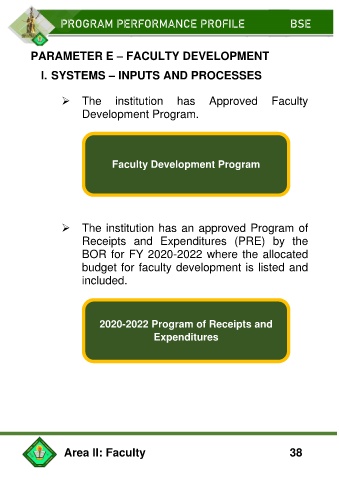 PROGRAM PERFORMANCE PROFILE BSE
PARAMETER E – FACULTY DEVELOPMENT
I. SYSTEMS – INPUTS AND PROCESSES
➢ The institution has Approved Faculty
Development Program.
Faculty Development Program
➢ The institution has an approved Program of
Receipts and Expenditures (PRE) by the
BOR for FY 2020-2022 where the allocated
budget for faculty development is listed and
included.
2020-2022 Program of Receipts and
Expenditures
Area II: Faculty 38